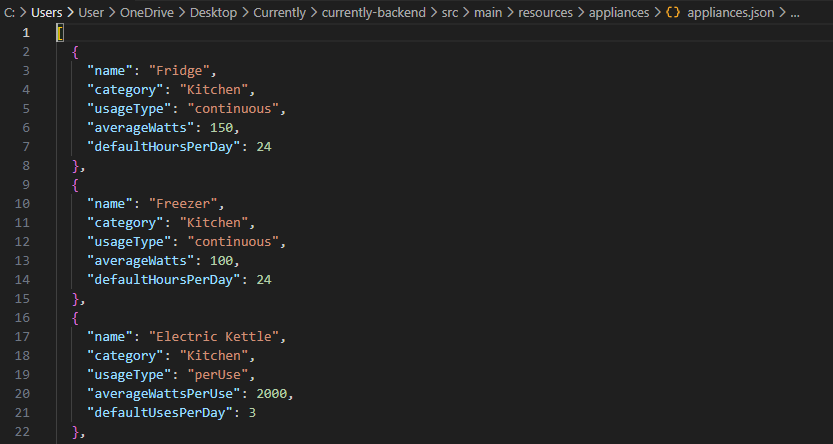 C: > Users > User > OneDrive > Desktop > Currently > currently-backend > src > main > resources > appliances > {} appliances.json > ...
1 [
2 {
3 "name": "Fridge",
4 "category": "Kitchen",
5 "usageType": "continuous",
6 "averageWatts": 150,
7 "defaultHoursPerDay": 24
8 },
9 {
10 "name": "Freezer",
11 "category": "Kitchen",
12 "usageType": "continuous",
13 "averageWatts": 100,
14 "defaultHoursPerDay": 24
15 },
16 {
17 "name": "Electric Kettle",
18 "category": "Kitchen",
19 "usageType": "perUse",
20 "averageWattsPerUse": 2000,
21 "defaultUsesPerDay": 3
22 },